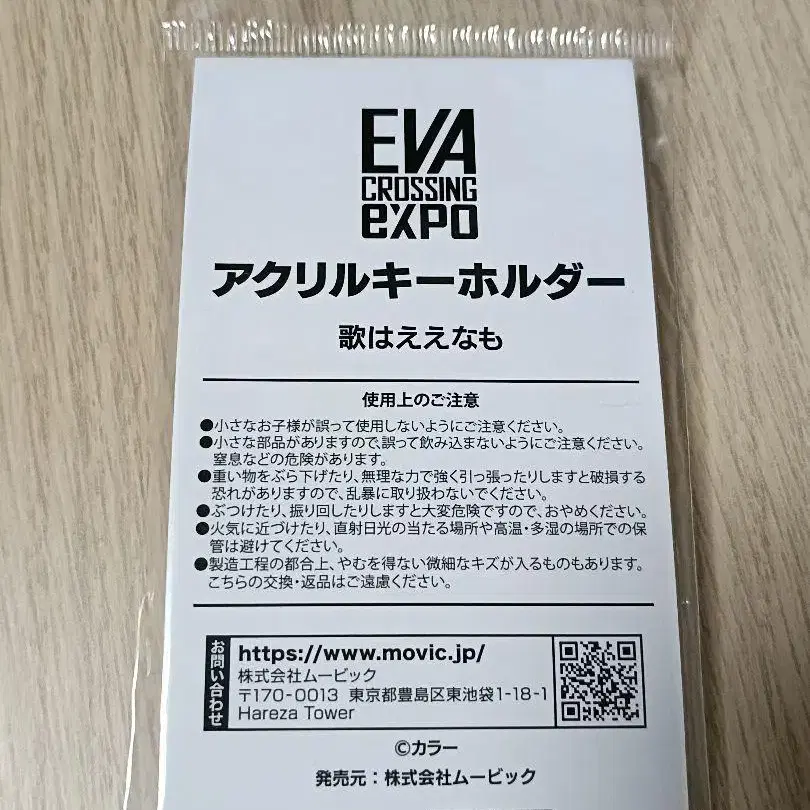 EVA
CROSSING
eXPO
アクリルキーホルダー
歌はええなも
使用上のご注意
●小さなお子様が誤って使用しないようにご注意ください。
●小さな部品がありますので、誤って飲み込まないようにご注意ください。
窒息などの危険があります。
●重い物をぶら下げたり、無理な力で強く引っ張ったりしますと破損する
恐れがありますので、乱暴に取り扱わないでください。
●ぶつけたり、振り回したりしますと大変危険ですので、おやめください。
●火気に近づけたり、直射日光の当たる場所や高温・多湿の場所での保
管は避けてください。
●製造工程の都合上、やむを得ない微細なキズが入るものもあります。
こちらの交換・返品はご遠慮ください。
お問い合わせ
https://www.movic.jp/
株式会社ムービック
〒170-0013 東京都豊島区東池袋1-18-1
Hareza Tower
©カラー
発売元：株式会社ムービック